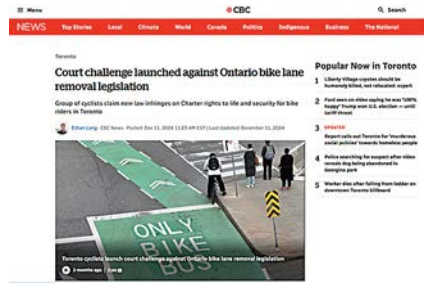 Menu
CBC
Search
NEWS
Top Stories Local Climate World Canada Politics Indigenous Business The National
Toronto
Court challenge launched against Ontario bike lane
removal legislation
Group of cyclists claim new law infringes on Charter rights to life and security for bike
riders in Toronto
Ethan Lang · CBC News · Posted: Dec 11, 2024 11:23 AM EST | Last Updated: December 11, 2024
ONLY
BIKE
BUS
Toronto cyclists launch court challenge against Ontario bike lane removal legislation
2 months ago
Popular Now in Toronto
1 Liberty Village coyotes should be
humanely killed, not relocated: expert
2 Ford seen on video saying he was '100%
happy' Trump won U.S. election — until
tariff threat
3 UPDATED
Report calls out Toronto for 'murderous
social policies' towards homeless people
4 Police searching for suspect after video
reveals dog being abandoned in
Georgina park
5 Worker dies after falling from ladder on
downtown Toronto billboard